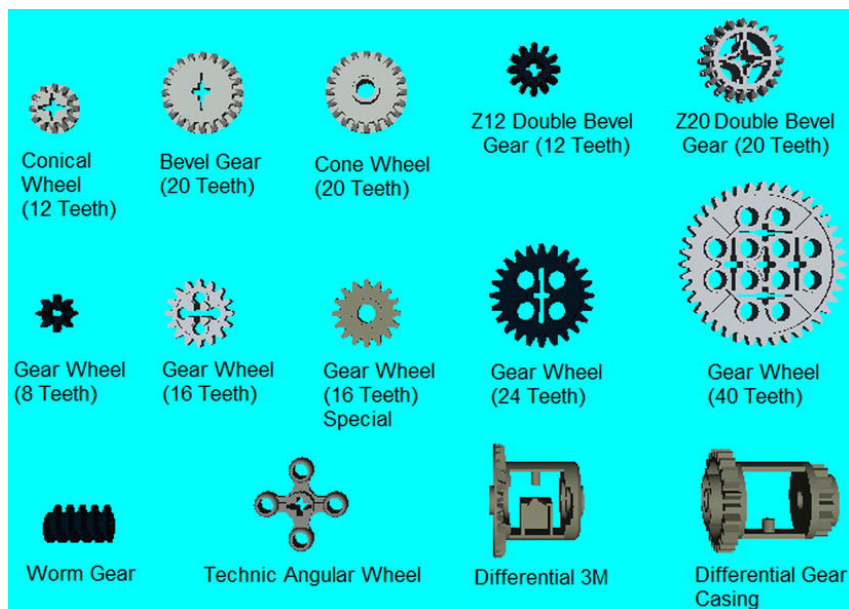 Conical
Wheel
(12 Teeth)
Bevel Gear
(20 Teeth)
Cone Wheel
(20 Teeth)
Z12 Double Bevel
Gear (12 Teeth)
Z20 Double Bevel
Gear (20 Teeth)
Gear Wheel
(8 Teeth)
Gear Wheel
(16 Teeth)
Gear Wheel
(16 Teeth)
Special
Gear Wheel
(24 Teeth)
Gear Wheel
(40 Teeth)
Worm Gear
Technic Angular Wheel
Differential 3M
Differential Gear
Casing